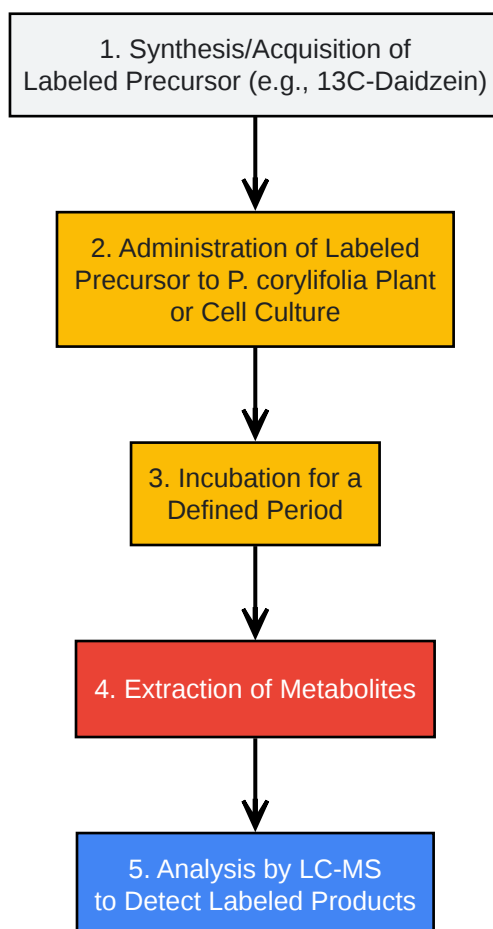 1. Synthesis/Acquisition of
Labeled Precursor (e.g., 13C-Daidzein)
2. Administration of Labeled
Precursor to P. corylifolia Plant
or Cell Culture
3. Incubation for a
Defined Period
4. Extraction of Metabolites
5. Analysis by LC-MS
to Detect Labeled Products